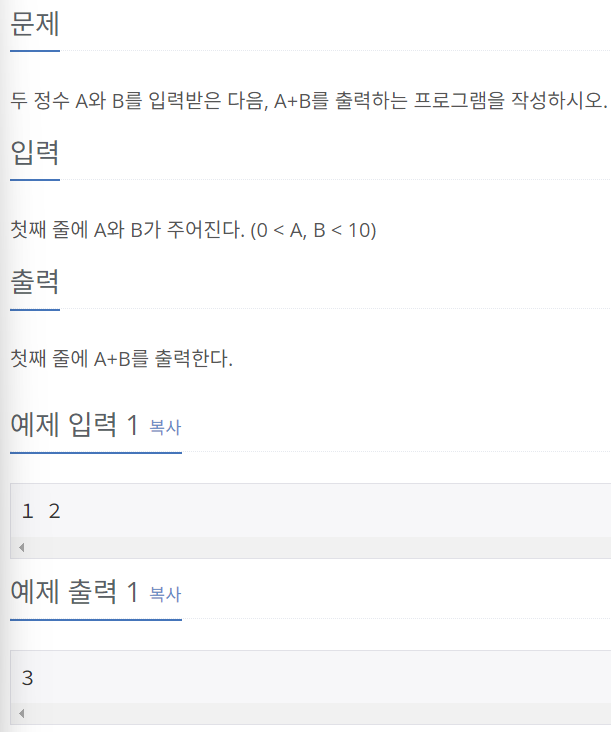 문제
두 정수 A와 B를 입력받은 다음, A+B를 출력하는 프로그램을 작성하시오.
입력
첫째 줄에 A와 B가 주어진다. (0 < A, B < 10)
출력
첫째 줄에 A+B를 출력한다.
예제 입력 1 복사
1 2
예제 출력 1 복사
3